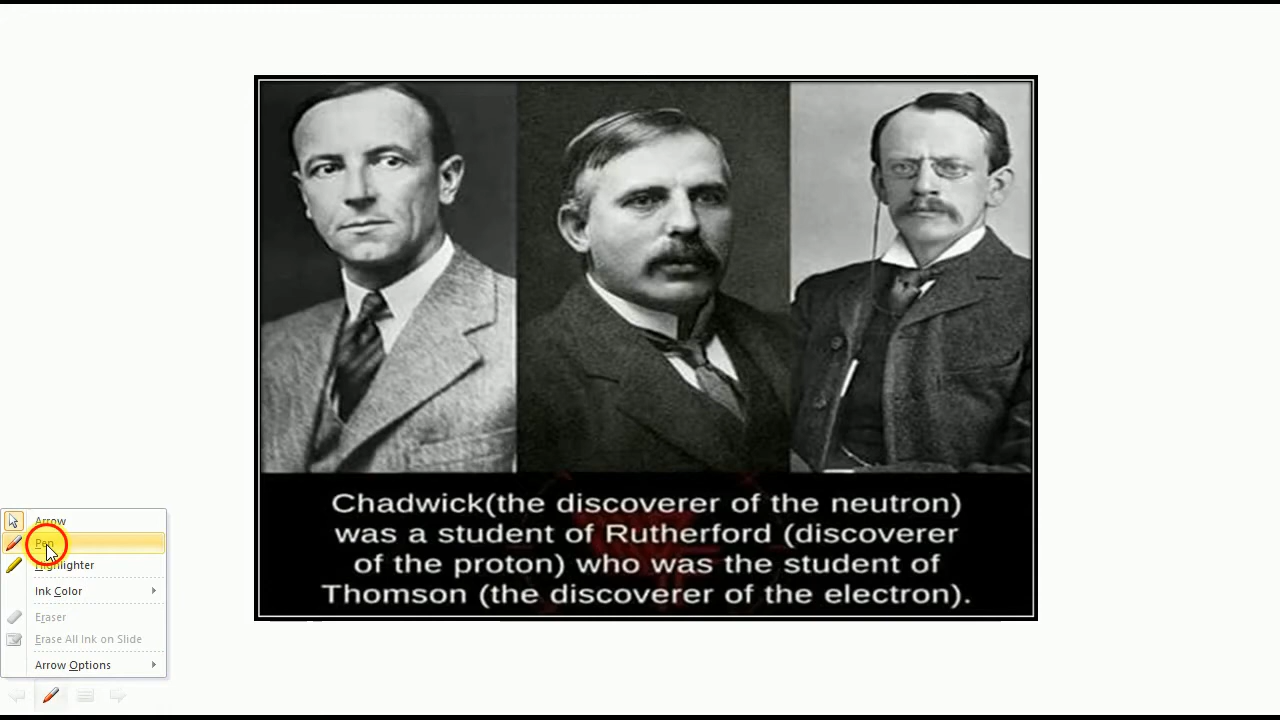 Chadwick(the discoverer of the neutron)
was a student of Rutherford (discoverer
of the proton) who was the student of
Thomson (the discoverer of the electron).
Arrow
Pen
Highlighter
Ink Color
Eraser
Erase All Ink on Slide
Arrow Options